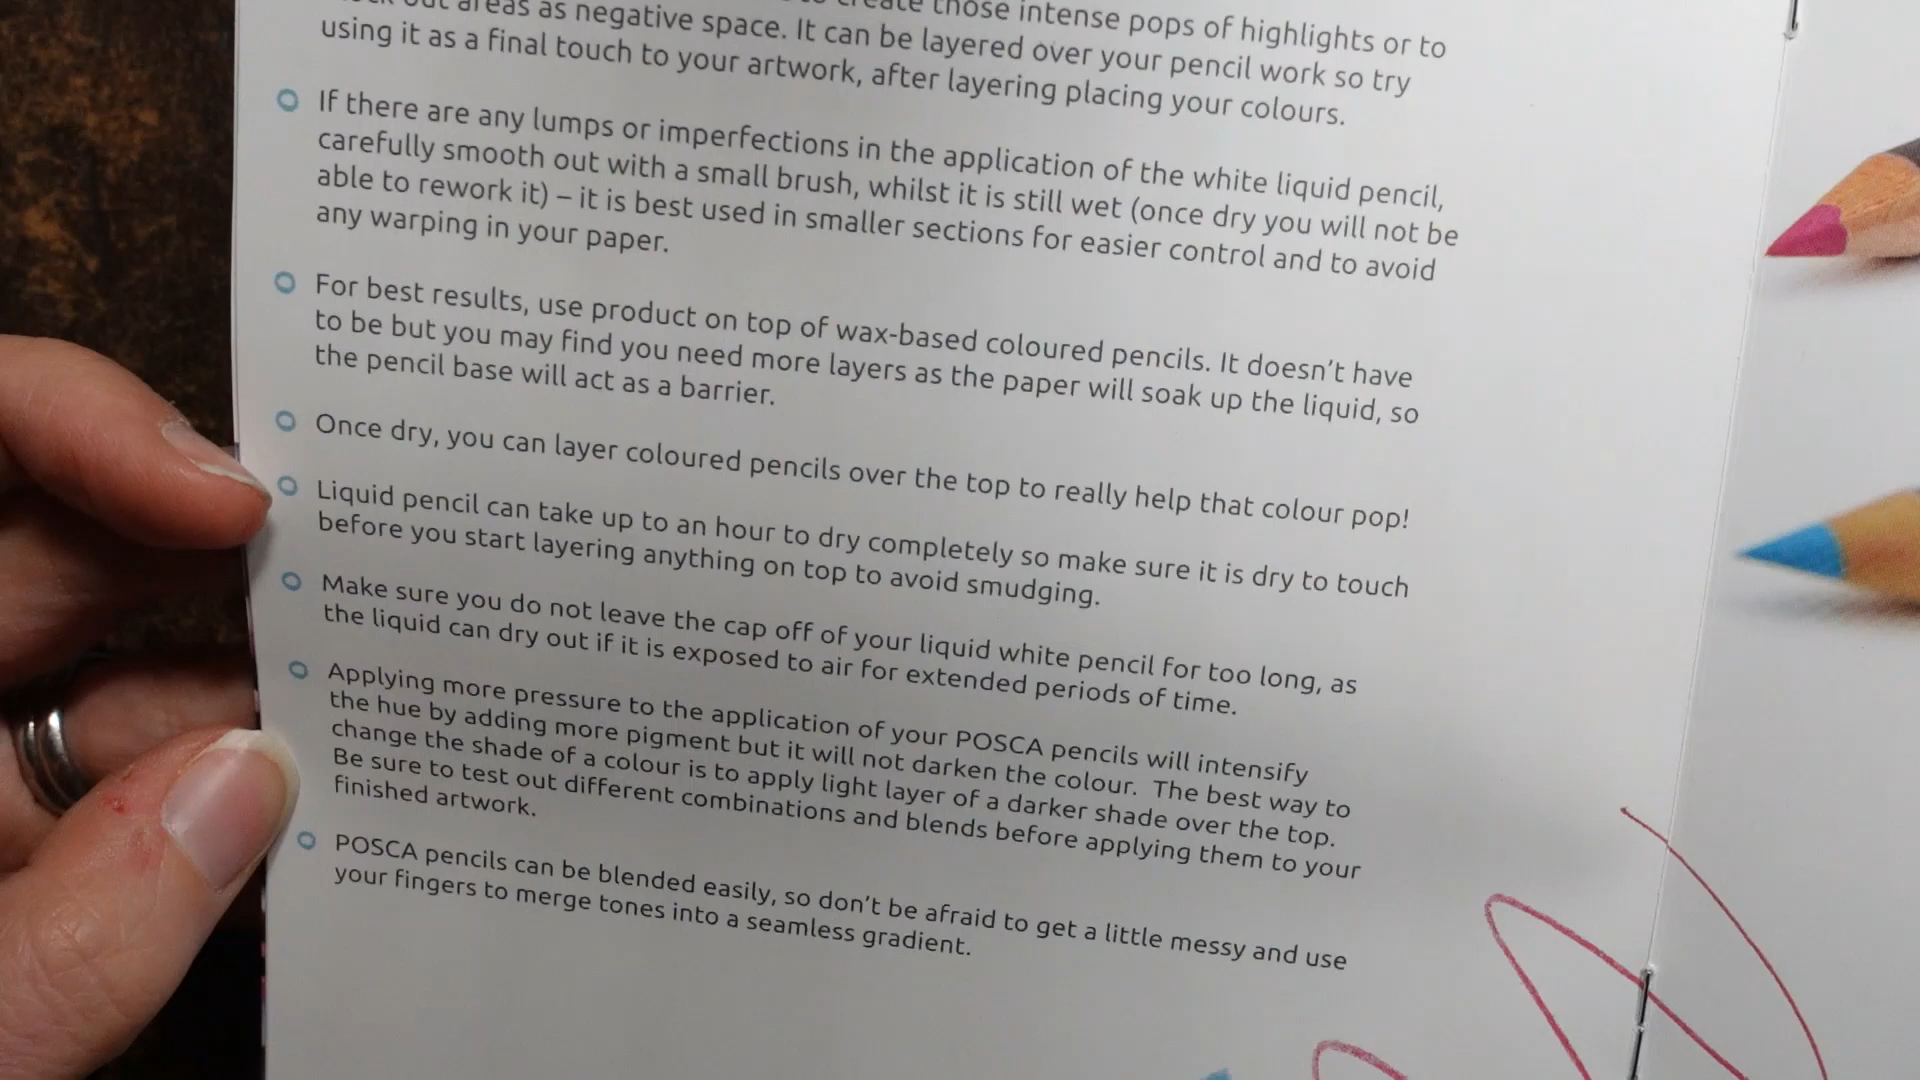 those intense pops of highlights or to
out areas as negative space. It can be layered over your pencil work so try
using it as a final touch to your artwork, after layering placing your colours.
If there are any lumps or imperfections in the application of the white liquid pencil,
carefully smooth out with a small brush, whilst it is still wet (once dry you will not be
able to rework it) – it is best used in smaller sections for easier control and to avoid
any warping in your paper.
For best results, use product on top of wax-based coloured pencils. It doesn't have
to be but you may find you need more layers as the paper will soak up the liquid, so
the pencil base will act as a barrier.
Once dry, you can layer coloured pencils over the top to really help that colour pop!
Liquid pencil can take up to an hour to dry completely so make sure it is dry to touch
before you start layering anything on top to avoid smudging.
Make sure you do not leave the cap off of your liquid white pencil for too long, as
the liquid can dry out if it is exposed to air for extended periods of time.
Applying more pressure to the application of your POSCA pencils will intensify
the hue by adding more pigment but it will not darken the colour. The best way to
change the shade of a colour is to apply light layer of a darker shade over the top.
Be sure to test out different combinations and blends before applying them to your
finished artwork.
POSCA pencils can be blended easily, so don't be afraid to get a little messy and use
your fingers to merge tones into a seamless gradient.